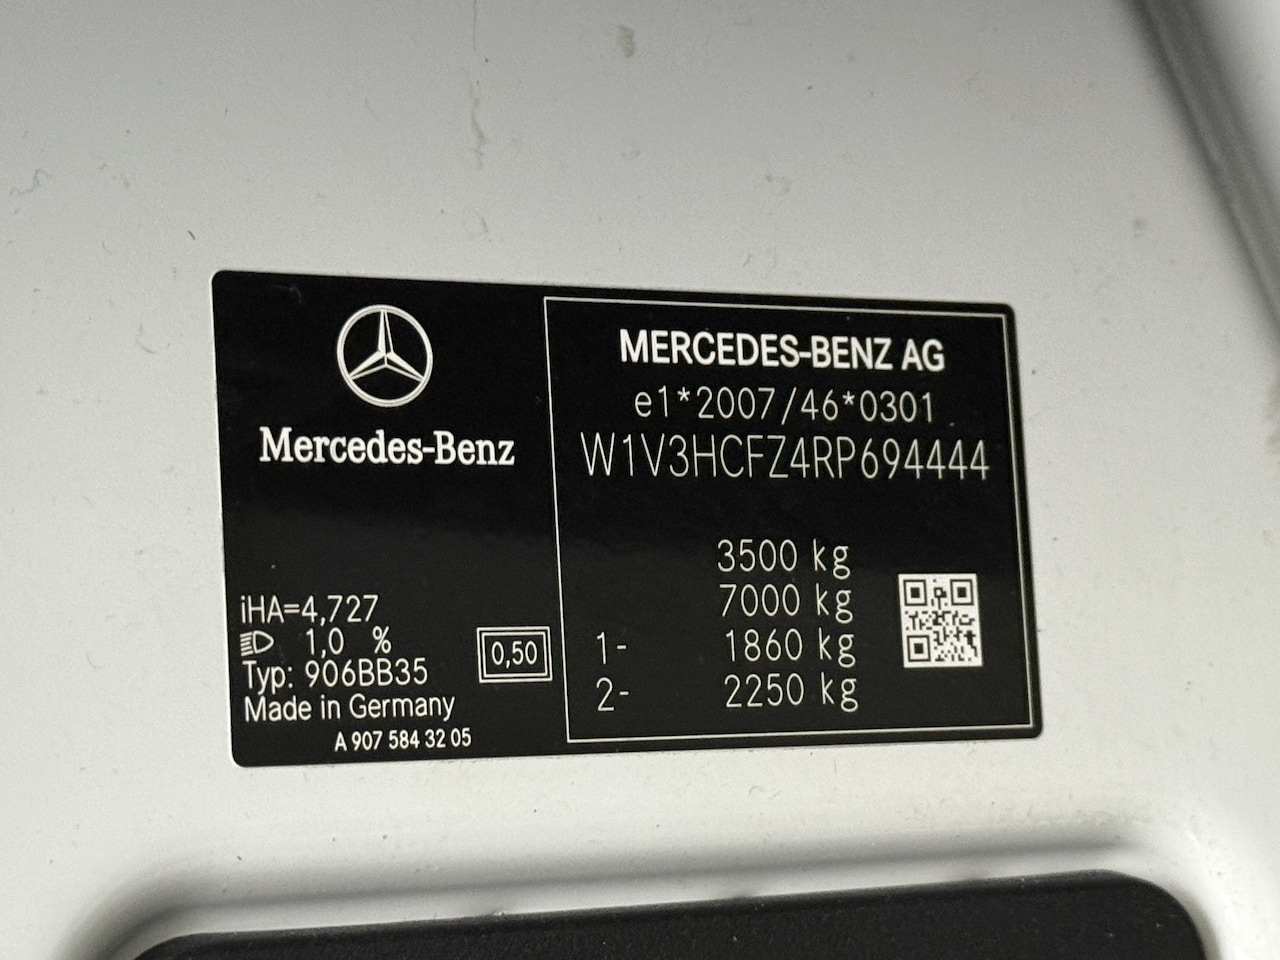 Mercedes-Benz
iHA=4,727
1,0 %
Typ: 906BB35
Made in Germany
A 907 584 32 05
0,50
MERCEDES-BENZ AG
e1*2007/46*0301
W1V3HCFZ4RP694444
3500 kg
7000 kg
1- 1860 kg
2- 2250 kg